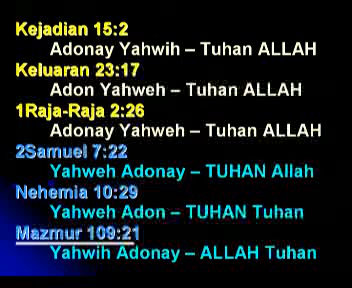 Kejadian 15:2
Adonay Yahwih – Tuhan ALLAH
Keluaran 23:17
Adon Yahweh – Tuhan ALLAH
1Raja-Raja 2:26
Adonay Yahweh – Tuhan ALLAH
2Samuel 7:22
Yahweh Adonay – TUHAN Allah
Nehemia 10:29
Yahweh Adon – TUHAN Tuhan
Mazmur 109:21
Yahwih Adonay – ALLAH Tuhan